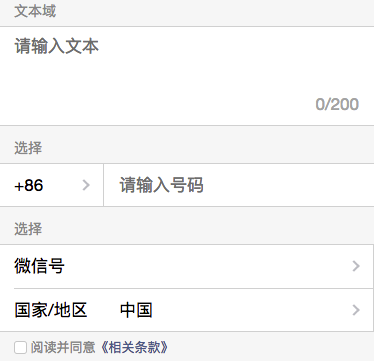 文本域
请输入文本
0/200
选择
+86 请输入号码
选择
微信号
国家/地区 中国
阅读并同意《相关条款》